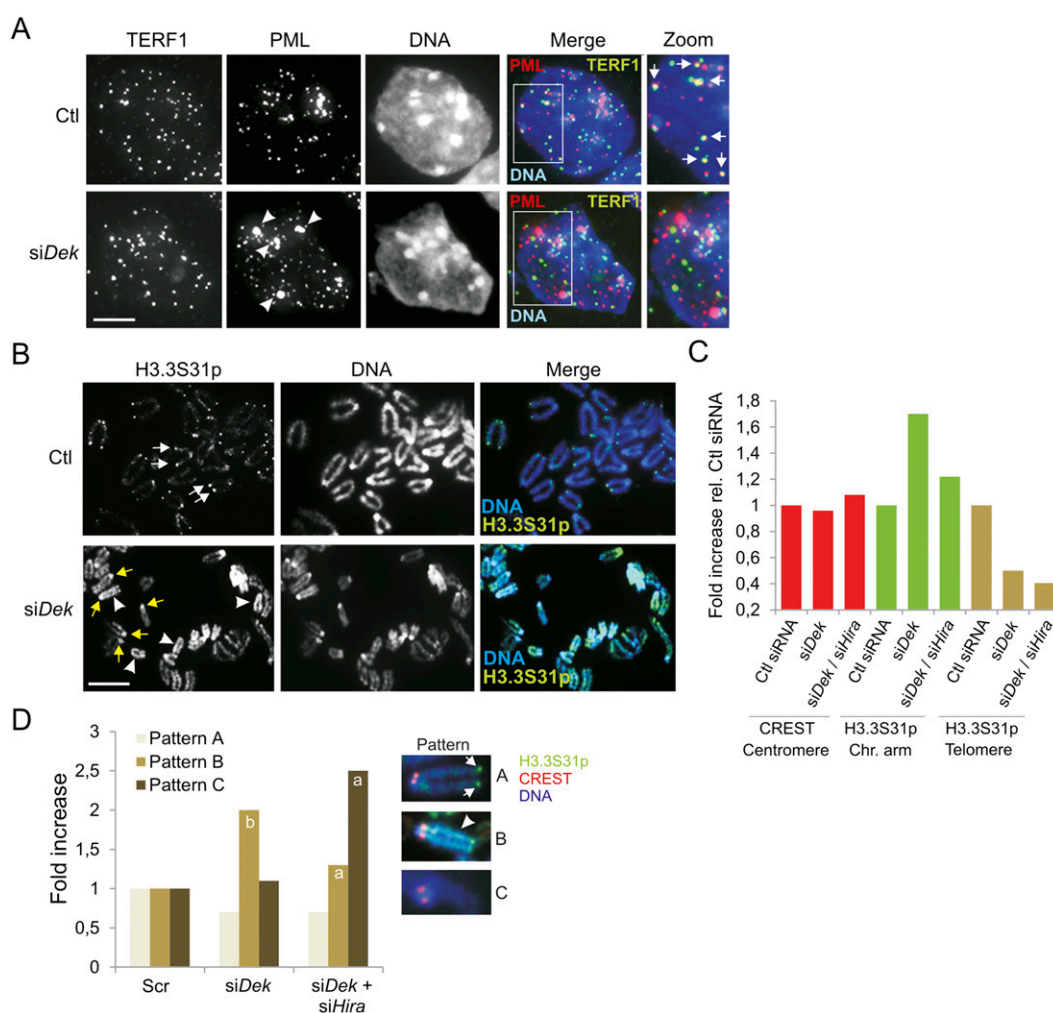 A
TERF1 PML DNA Merge Zoom
Ctl
PML TERF1
DNA
siDek
PML TERF1
DNA
B
H3.3S31p DNA Merge
Ctl
DNA
H3.3S31p
siDek
DNA
H3.3S31p
C
Fold increase rel. Ctl siRNA
1,8
1,6
1,4
1,2
1
0,8
0,6
0,4
0,2
Ctl siRNA
siDek
siDek / siHira
Ctl siRNA
siDek
siDek / siHira
Ctl siRNA
siDek
siDek / siHira
CREST H3.3S31p H3.3S31p
Centromere Chr. arm Telomere
D
Fold increase
3
2,5
2
1,5
1
0,5
0
Pattern A
Pattern B
Pattern C
b
a
a
Scr siDek siDek +
siHira
Pattern
A
B
C
H3.3S31p
CREST
DNA